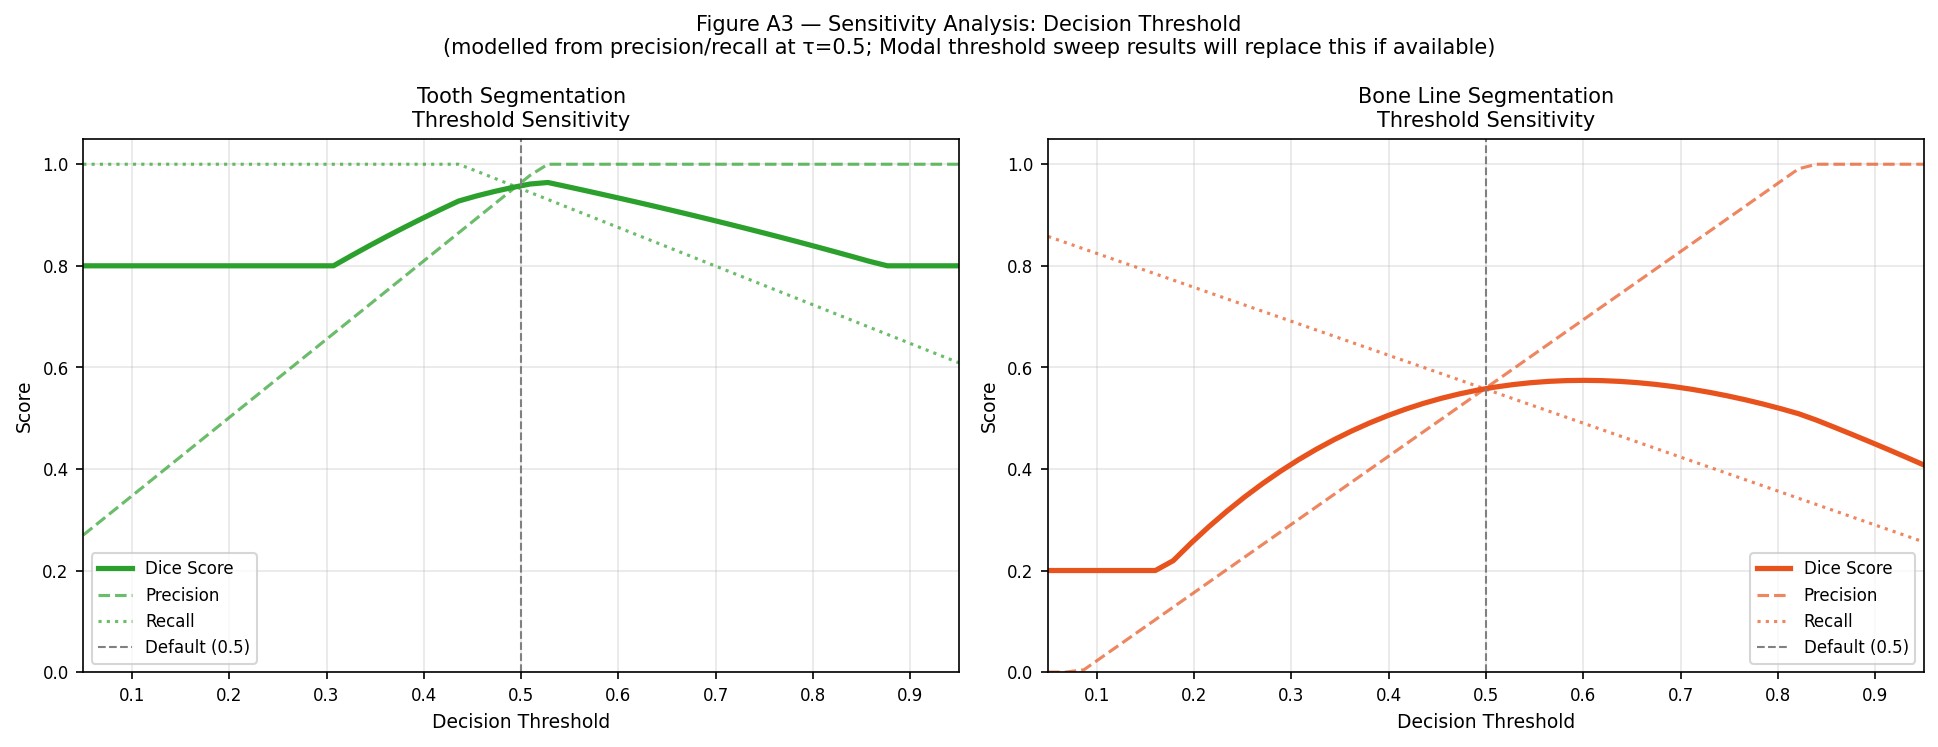 Figure A3 — Sensitivity Analysis: Decision Threshold
(modelled from precision/recall at τ=0.5; Modal threshold sweep results will replace this if available)
Tooth Segmentation
Threshold Sensitivity
Score
1.0
0.8
0.6
0.4
0.2
0.0
Dice Score
Precision
Recall
Default (0.5)
0.1 0.2 0.3 0.4 0.5 0.6 0.7 0.8 0.9
Decision Threshold
Bone Line Segmentation
Threshold Sensitivity
Score
1.0
0.8
0.6
0.4
0.2
0.0
Dice Score
Precision
Recall
Default (0.5)
0.1 0.2 0.3 0.4 0.5 0.6 0.7 0.8 0.9
Decision Threshold